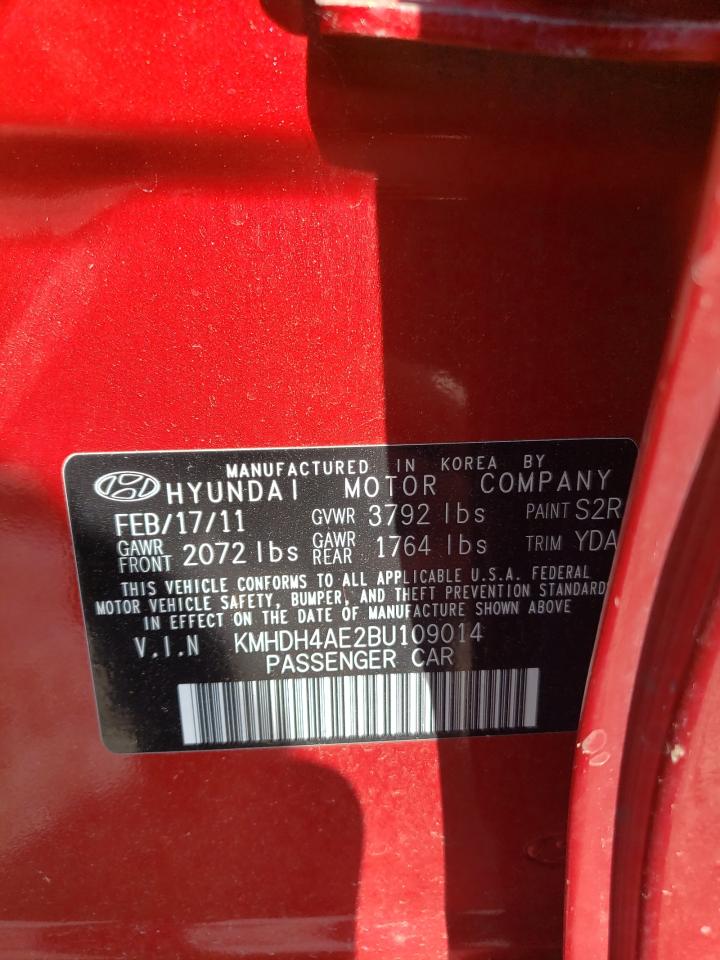 MANUFACTURED IN KOREA BY
HYUNDAI MOTOR COMPANY
FEB/17/11 GVWR 3792 lbs PAINT S2R
GAWR FRONT 2072 lbs GAWR REAR 1764 lbs TRIM YDA
THIS VEHICLE CONFORMS TO ALL APPLICABLE U.S.A. FEDERAL
MOTOR VEHICLE SAFETY, BUMPER, AND THEFT PREVENTION STANDARD
IN EFFECT ON THE DATE OF MANUFACTURE SHOWN ABOVE
V.I.N KMHDH4AE2BU109014
PASSENGER CAR